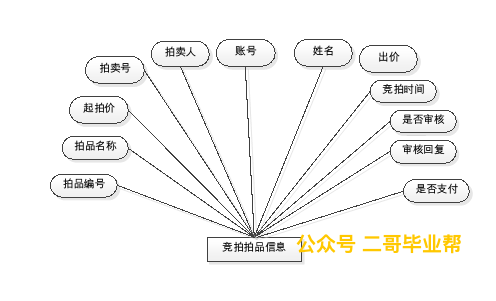 拍卖人
账号
姓名
出价
拍卖号
竞拍时间
起拍价
是否审核
拍品名称
审核回复
拍品编号
是否支付
竞拍拍品信息
公众号 二哥毕业帮